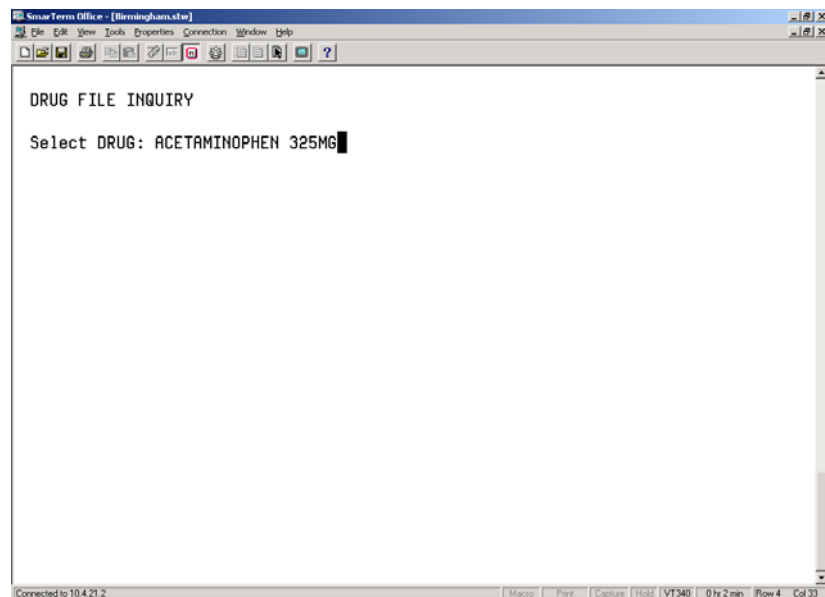 SmarTerm Office - [Birmingham.stw]
File Edit View Tools Properties Connection Window Help
DRUG FILE INQUIRY
Select DRUG: ACETAMINOPHEN 325MG
Connected to 10.4.21.2 Macro Print Capture Hold VT340 0 hr 2 min Row 4 Col 33